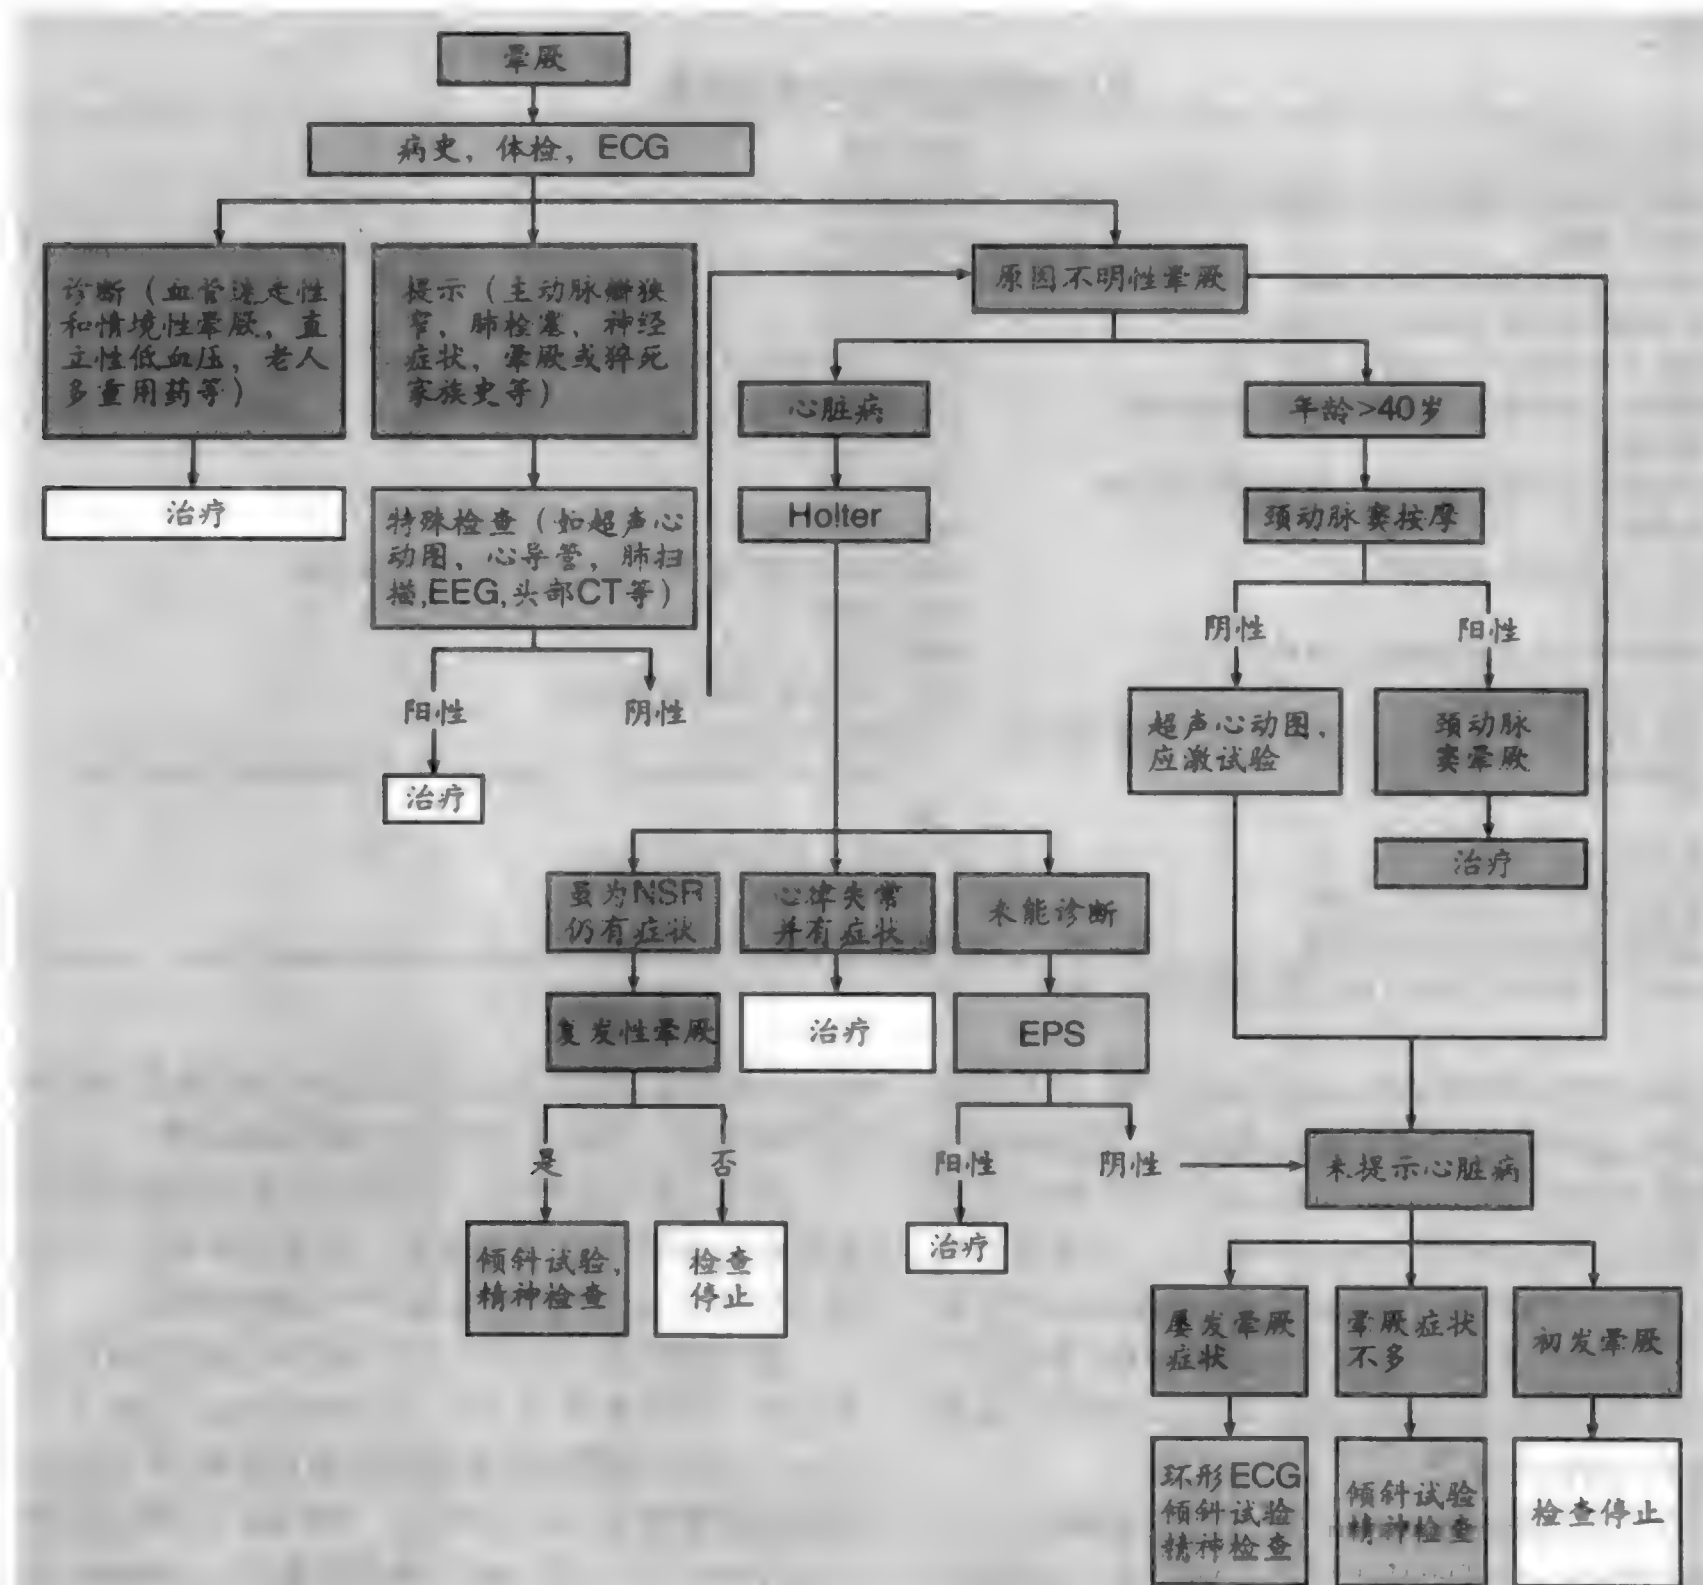 晕厥
病史，体检，ECG
诊断（血管迷走性
和情境性晕厥，直
立性低血压，老人
多重用药等）
治疗
提示（主动脉瓣狭
窄，肺栓塞，神经
症状，晕厥或猝死
家族史等）
特殊检查（如超声心
动图，心导管，肺扫
描,EEG,头部CT等）
阳性
阴性
治疗
原因不明性晕厥
心脏病
Holter
年龄>40岁
颈动脉窦按摩
阴性
阳性
超声心动图，
应激试验
颈动脉
窦晕厥
治疗
虽为NSR
仍有症状
心律失常
并有症状
未能诊断
复发性晕厥
治疗
EPS
是
否
阳性
阴性
未提示心脏病
倾斜试验，
精神检查
检查
停止
治疗
屡发晕厥
症状
晕厥症状
不多
初发晕厥
环形ECG
倾斜试验
精神检查
倾斜试验
精神检查
检查停止